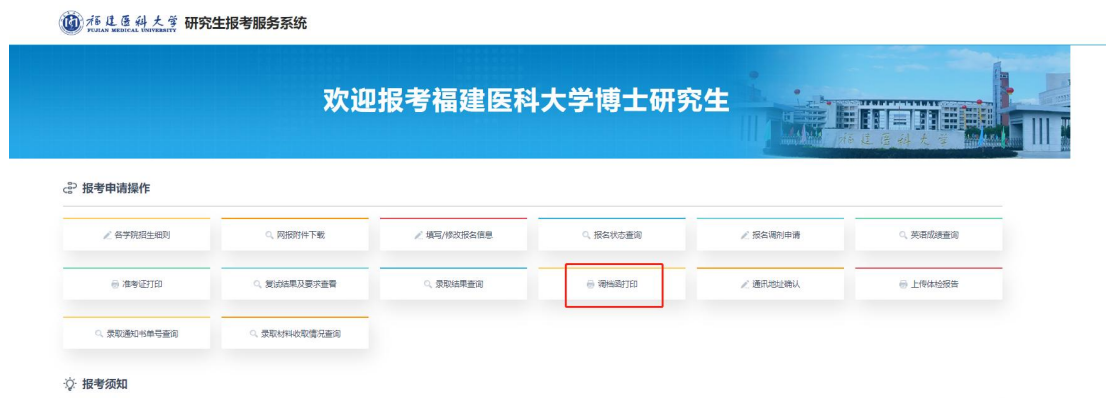 福建医科大学 研究生报考服务系统
FUJIAN MEDICAL UNIVERSITY
欢迎报考福建医科大学博士研究生
福建医科大学
报考申请操作
各学院招生细则 网报附件下载 填写/修改报名信息 报名状态查询 报名调剂申请 英语成绩查询
准考证打印 复试结果及要求查看 录取结果查询 调档函打印 通讯地址确认 上传体检报告
录取通知书单号查询 录取材料收取情况查询
报考须知